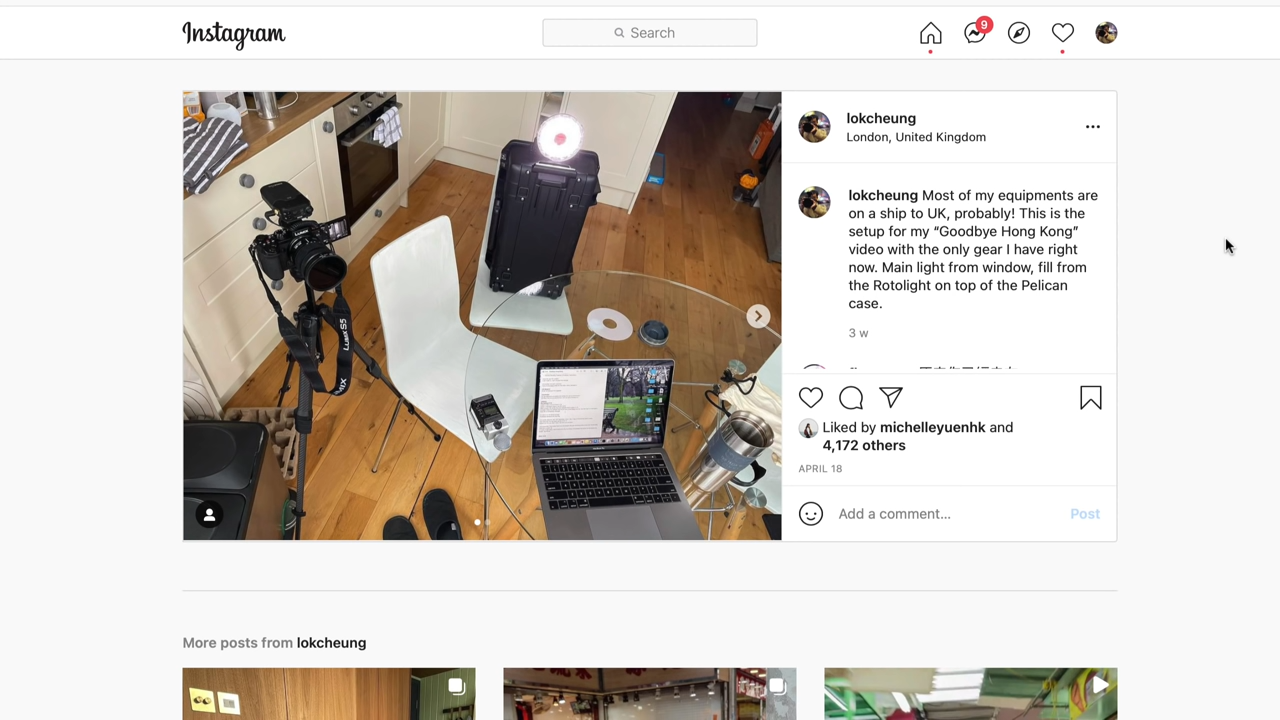 Instagram
Search
9
lokcheung
London, United Kingdom
lokcheung Most of my equipments are
on a ship to UK, probably! This is the
setup for my “Goodbye Hong Kong”
video with the only gear I have right
now. Main light from window, fill from
the Rotolight on top of the Pelican
case.
3 w
LUMIX
LUMIX S5
Liked by michelleyuenhk and
4,172 others
APRIL 18
Add a comment...
Post
More posts from lokcheung